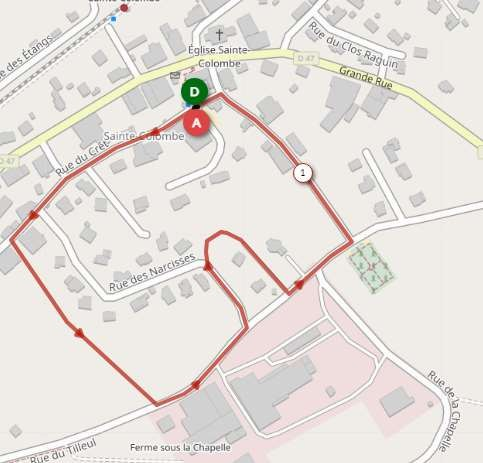 Sainte-Colombe
Rue des Étangs
Église Sainte-
Colombe
Rue du Clos Raguin
D 47
Grande Rue
D
A
Sainte-Colombe
Rue du Crêt
D 47
1
Rue des Narcisses
Rue de la Chapelle
Ferme sous la Chapelle
Rue du Tilleul